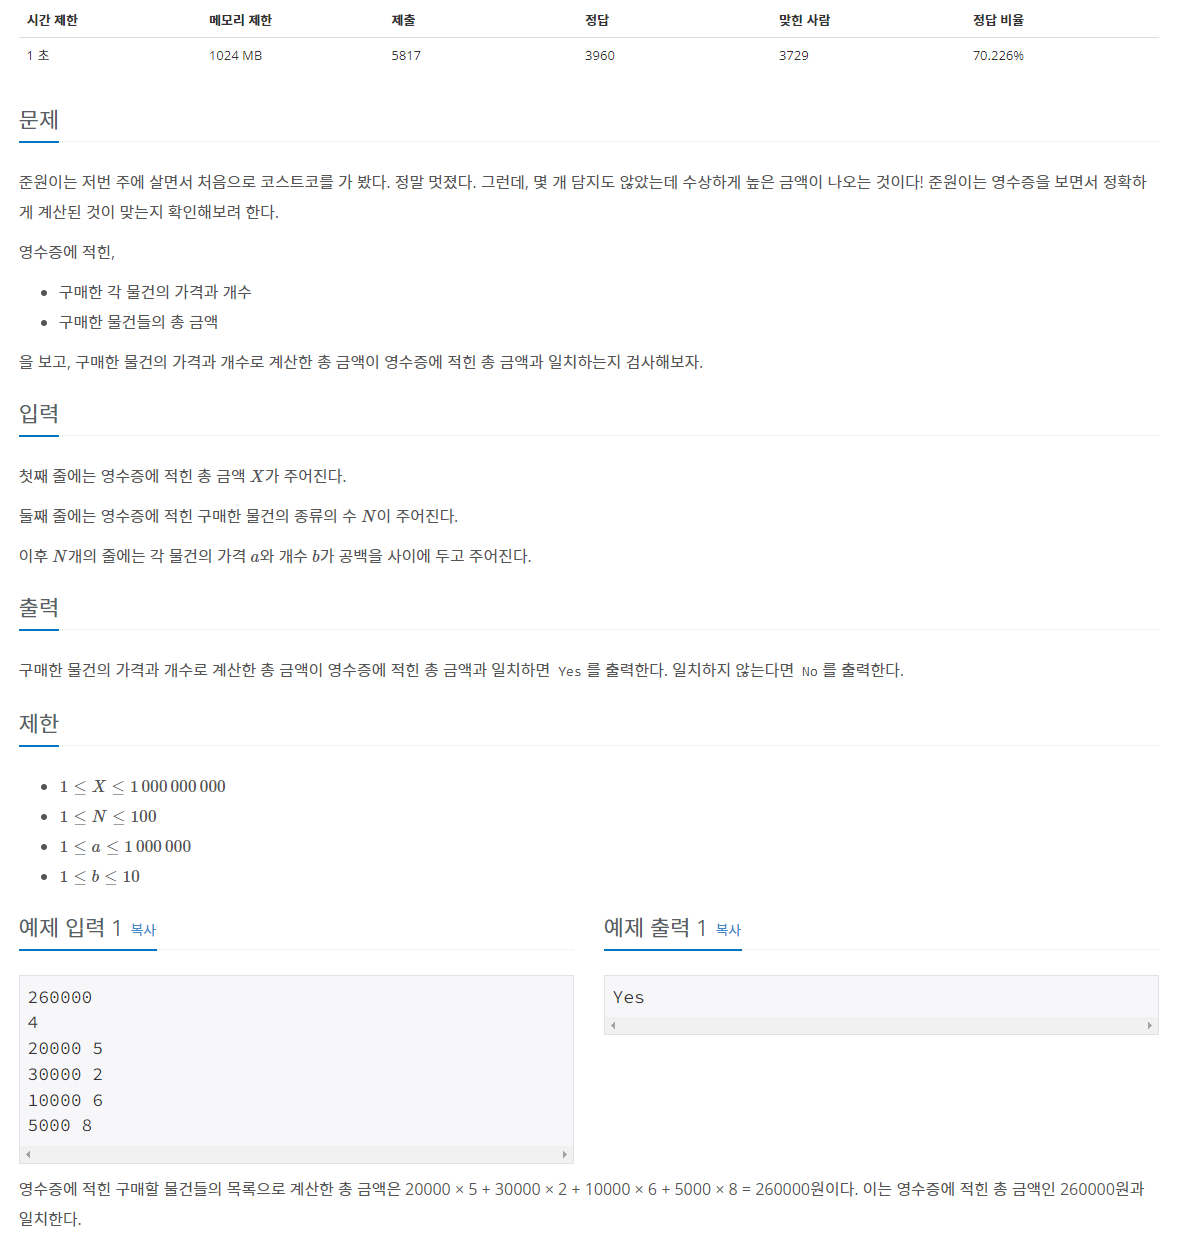 시간 제한 메모리 제한 제출 정답 맞힌 사람 정답 비율
1 초 1024 MB 5817 3960 3729 70.226%
문제
준원이는 저번 주에 살면서 처음으로 코스트코를 가 봤다. 정말 멋졌다. 그런데, 몇 개 담지도 않았는데 수상하게 높은 금액이 나오는 것이다! 준원이는 영수증을 보면서 정확하
게 계산된 것이 맞는지 확인해보려 한다.
영수증에 적힌,
• 구매한 각 물건의 가격과 개수
• 구매한 물건들의 총 금액
을 보고, 구매한 물건의 가격과 개수로 계산한 총 금액이 영수증에 적힌 총 금액과 일치하는지 검사해보자.
입력
첫째 줄에는 영수증에 적힌 총 금액 X가 주어진다.
둘째 줄에는 영수증에 적힌 구매한 물건의 종류의 수 N이 주어진다.
이후 N개의 줄에는 각 물건의 가격 a와 개수 b가 공백을 사이에 두고 주어진다.
출력
구매한 물건의 가격과 개수로 계산한 총 금액이 영수증에 적힌 총 금액과 일치하면 Yes 를 출력한다. 일치하지 않는다면 No 를 출력한다.
제한
• 1 ≤ X ≤ 1 000 000 000
• 1 ≤ N ≤ 100
• 1 ≤ a ≤ 1 000 000
• 1 ≤ b ≤ 10
예제 입력 1 복사
260000
4
20000 5
30000 2
10000 6
5000 8
예제 출력 1 복사
Yes
영수증에 적힌 구매할 물건들의 목록으로 계산한 총 금액은 20000 × 5 + 30000 × 2 + 10000 × 6 + 5000 × 8 = 260000원이다. 이는 영수증에 적힌 총 금액인 260000원과
일치한다.